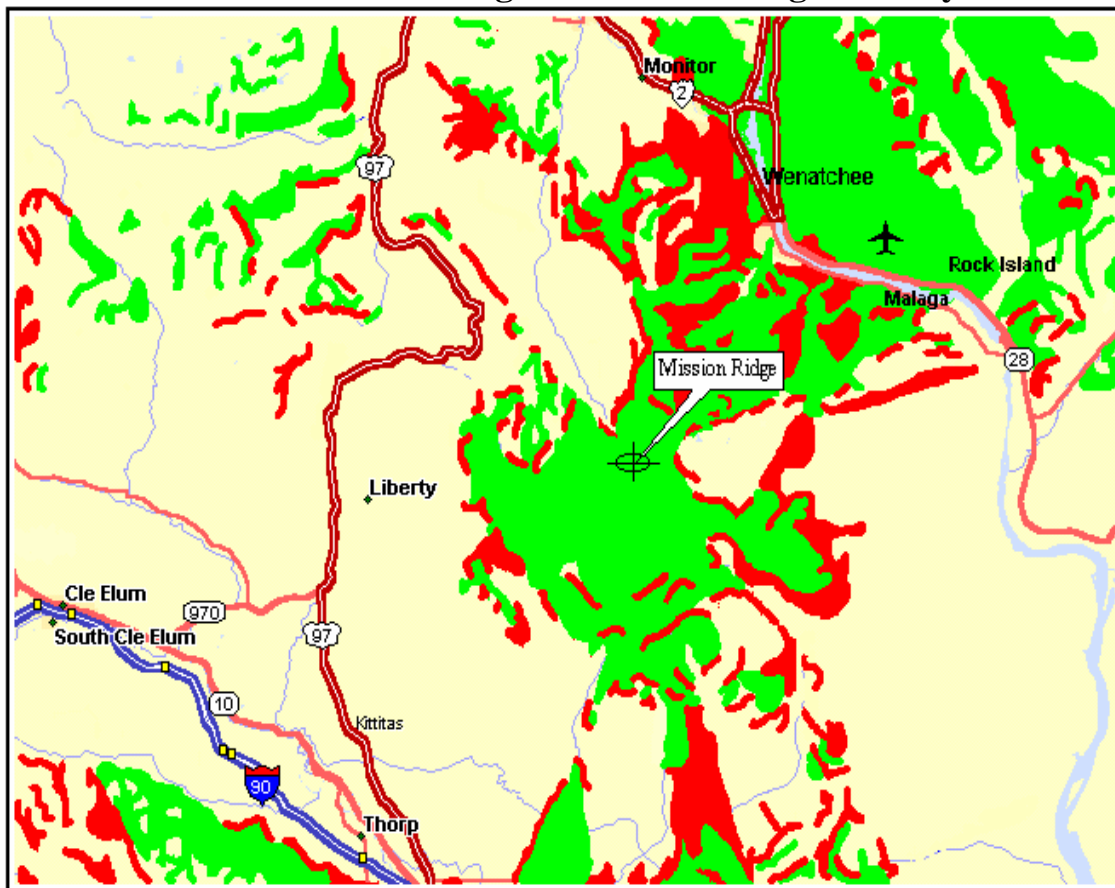 Monitor
2
97
Wenatchee
Rock Island
Malaga
28
Mission Ridge
Liberty
Cle Elum
970
South Cle Elum
97
10
Kittitas
90
Thorp